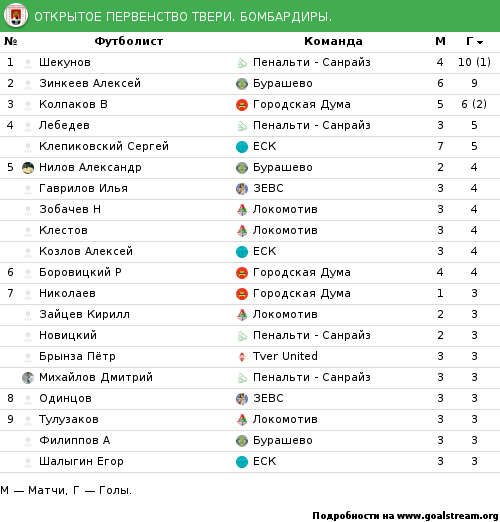 ОТКРЫТОЕ ПЕРВЕНСТВО ТВЕРИ. БОМБАРДИРЫ.
№ Футболист Команда М Г
1 Шекунов Пенальти - Санрайз 4 10 (1)
2 Зинкеев Алексей Бурашево 6 9
3 Колпаков В Городская Дума 5 6 (2)
4 Лебедев Пенальти - Санрайз 3 5
Клепиковский Сергей ЕСК 7 5
5 Нилов Александр Бурашево 2 4
Гаврилов Илья ЗЕВС 3 4
Зобачев Н Локомотив 3 4
Клестов Локомотив 3 4
Козлов Алексей ЕСК 3 4
6 Боровицкий Р Городская Дума 4 4
7 Николаев Городская Дума 1 3
Зайцев Кирилл Локомотив 2 3
Новицкий Пенальти - Санрайз 2 3
Брынза Пётр Tver United 3 3
Михайлов Дмитрий Пенальти - Санрайз 3 3
8 Одинцов ЗЕВС 3 3
9 Тулузаков Локомотив 3 3
Филиппов А Бурашево 3 3
Шалыгин Егор ЕСК 3 3
М — Матчи, Г — Голы.
Подробности на www.goalstream.org